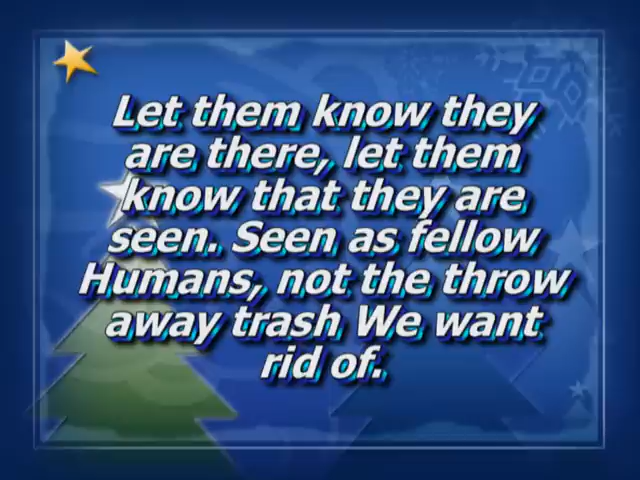 Let them know they
are there, let them
know that they are
seen. Seen as fellow
Humans, not the throw
away trash We want
rid of.